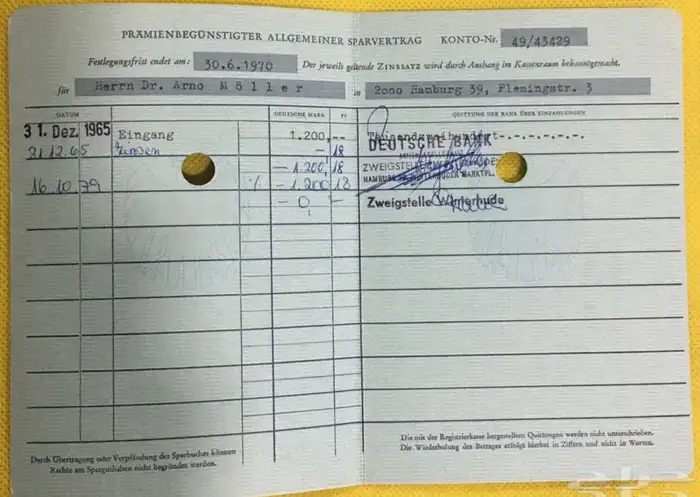 PRÄMIENBEGÜNSTIGTER ALLGEMEINER SPARVERTRAG KONTO-Nr. 49/43429
Festlegungsfrist endet am: 30.6.1970 Der jeweils geltende ZINSSATZ wird durch Aushang im Kassenraum bekanntgemacht.
für Herrn Dr. Arno Möller in 2000 Hamburg 39, Flemingstr. 3
DATUM DEUTSCHE MARK Pf QUITTUNG DER BANK ÜBER EINZAHLUNGEN
31. Dez. 1965 Eingang 1.200,-- Tausendzweihundert-.-.-.-.-.-
31.12.65 Zinsen - 18 DEUTSCHE BANK
- 1.200,18 ZWEIGSTELLE
HAMBURG MARKTPL.
16.10.79 ./. - 1.200 18
- 0, - Zweigstelle Winterhude
Durch Übertragung oder Verpfändung des Sparbuches können
Rechte am Sparguthaben nicht begründet werden.
Die mit der Registrierkasse hergestellten Quittungen werden nicht unterschrieben.
Die Wiederholung des Betrages erfolgt hierbei in Ziffern und nicht in Worten.
حراج